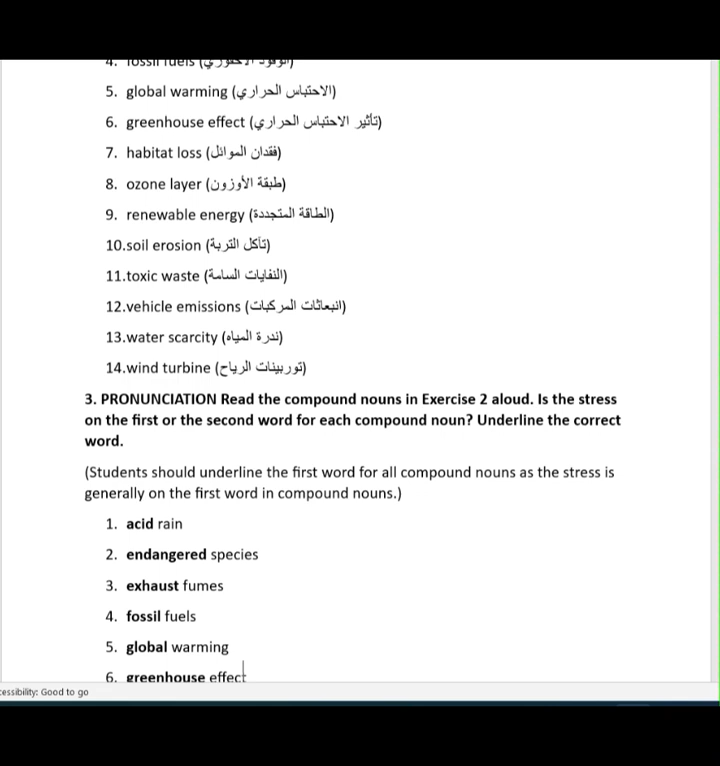 4. fossil fuels (الوقود الأحفوري)
5. global warming (الاحتباس الحراري)
6. greenhouse effect (تأثير الاحتباس الحراري)
7. habitat loss (فقدان الموائل)
8. ozone layer (طبقة الأوزون)
9. renewable energy (الطاقة المتجددة)
10.soil erosion (تآكل التربة)
11.toxic waste (النفايات السامة)
12.vehicle emissions (انبعاثات المركبات)
13.water scarcity (ندرة المياه)
14.wind turbine (توربينات الرياح)
3. PRONUNCIATION Read the compound nouns in Exercise 2 aloud. Is the stress
on the first or the second word for each compound noun? Underline the correct
word.
(Students should underline the first word for all compound nouns as the stress is
generally on the first word in compound nouns.)
1. acid rain
2. endangered species
3. exhaust fumes
4. fossil fuels
5. global warming
6. greenhouse effect
cessibility: Good to go